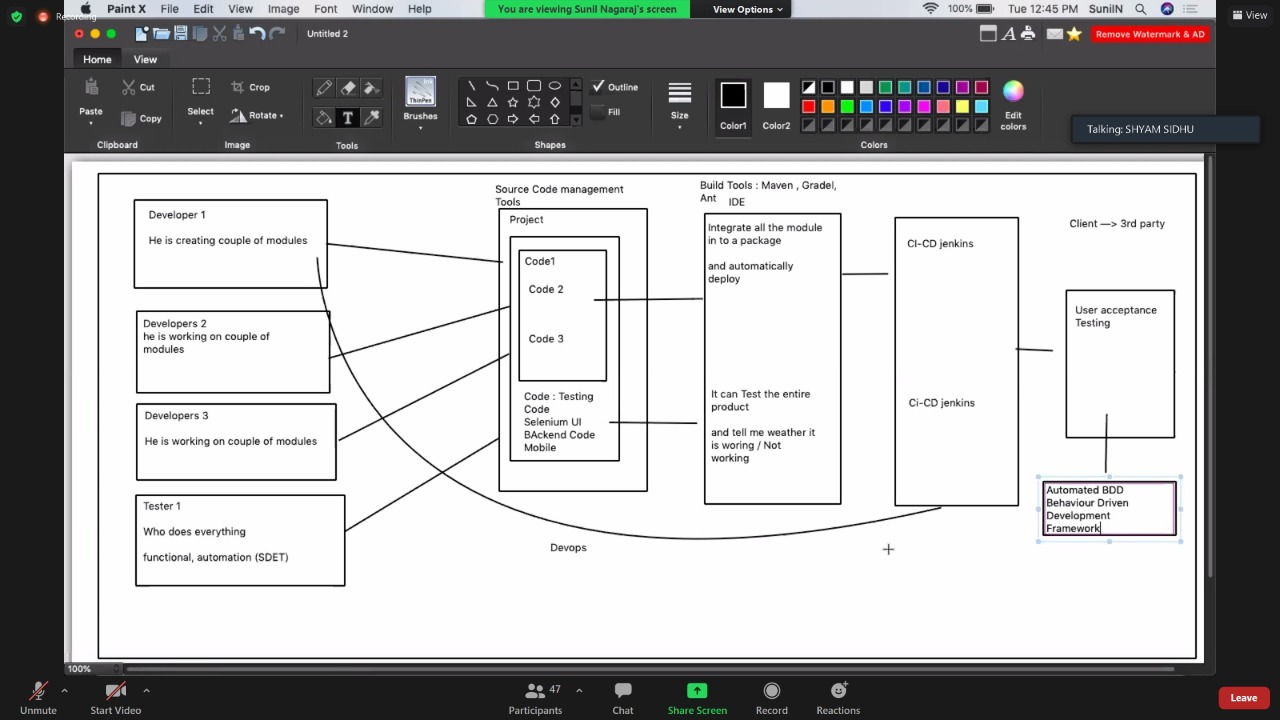 Recording
Paint X File Edit View Image Font Window Help
You are viewing Sunil Nagaraj's screen
View Options
100% Tue 12:45 PM SunilN
View
Untitled 2
Remove Watermark & AD
Home View
Paste
Cut
Copy
Clipboard
Select
Crop
Rotate
Image
Tools
Ink
ThinPen
Brushes
Outline
Fill
Shapes
Size
Color1
Color2
Edit colors
Colors
Talking: SHYAM SIDHU
Developer 1
He is creating couple of modules
Developers 2
he is working on couple of
modules
Developers 3
He is working on couple of modules
Tester 1
Who does everything
functional, automation (SDET)
Source Code management
Tools
Project
Code1
Code 2
Code 3
Code : Testing
Code
Selenium UI
BAckend Code
Mobile
Devops
Build Tools : Maven , Gradel,
Ant IDE
Integrate all the module
in to a package
and automatically
deploy
It can Test the entire
product
and tell me weather it
is woring / Not
working
CI-CD jenkins
Ci-CD jenkins
Client —> 3rd party
User acceptance
Testing
Automated BDD
Behaviour Driven
Development
Framework
100%
Unmute
Start Video
47
Participants
Chat
Share Screen
Record
Reactions
Leave